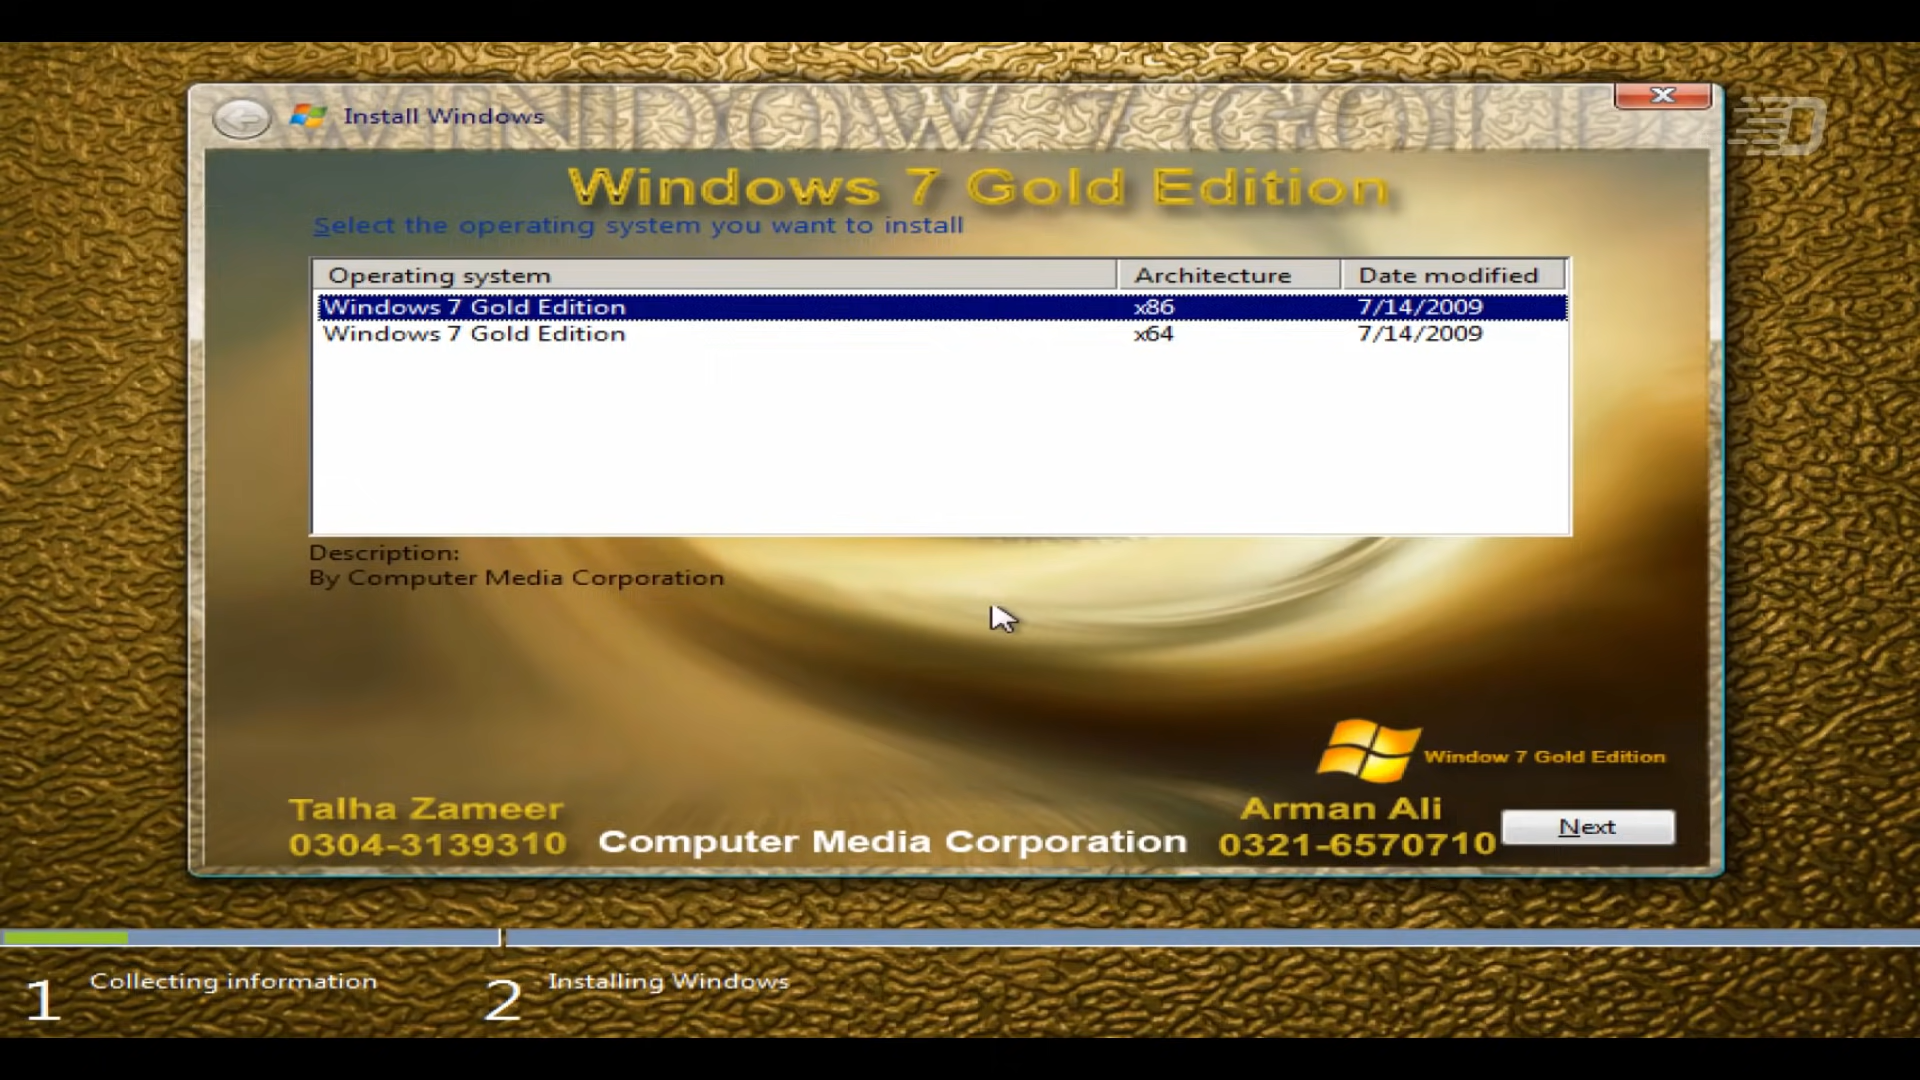 WINDOW 7 GOLD
Install Windows
Windows 7 Gold Edition
Select the operating system you want to install
Operating system Architecture Date modified
Windows 7 Gold Edition x86 7/14/2009
Windows 7 Gold Edition x64 7/14/2009
Description:
By Computer Media Corporation
Window 7 Gold Edition
Talha Zameer
0304-3139310
Computer Media Corporation
Arman Ali
0321-6570710
Next
1 Collecting information
2 Installing Windows